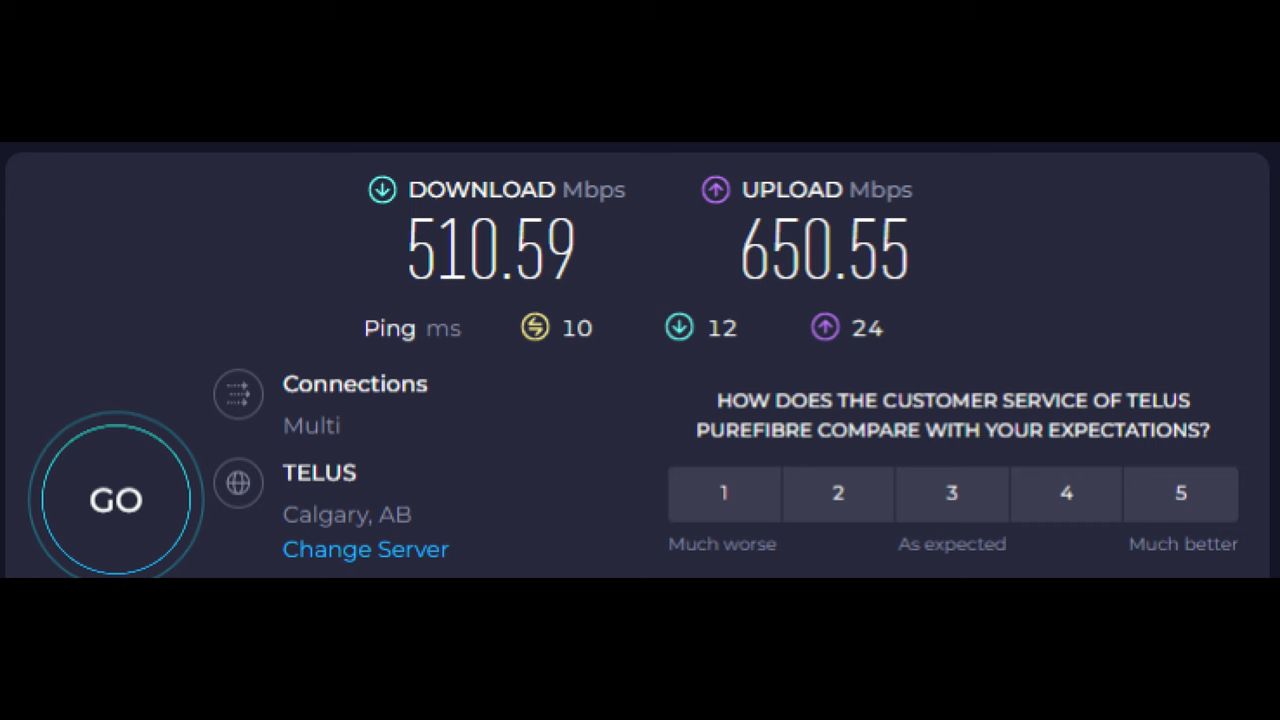 DOWNLOAD Mbps
510.59
UPLOAD Mbps
650.55
Ping ms 10 12 24
Connections
Multi
TELUS
Calgary, AB
Change Server
GO
HOW DOES THE CUSTOMER SERVICE OF TELUS
PUREFIBRE COMPARE WITH YOUR EXPECTATIONS?
1 2 3 4 5
Much worse As expected Much better